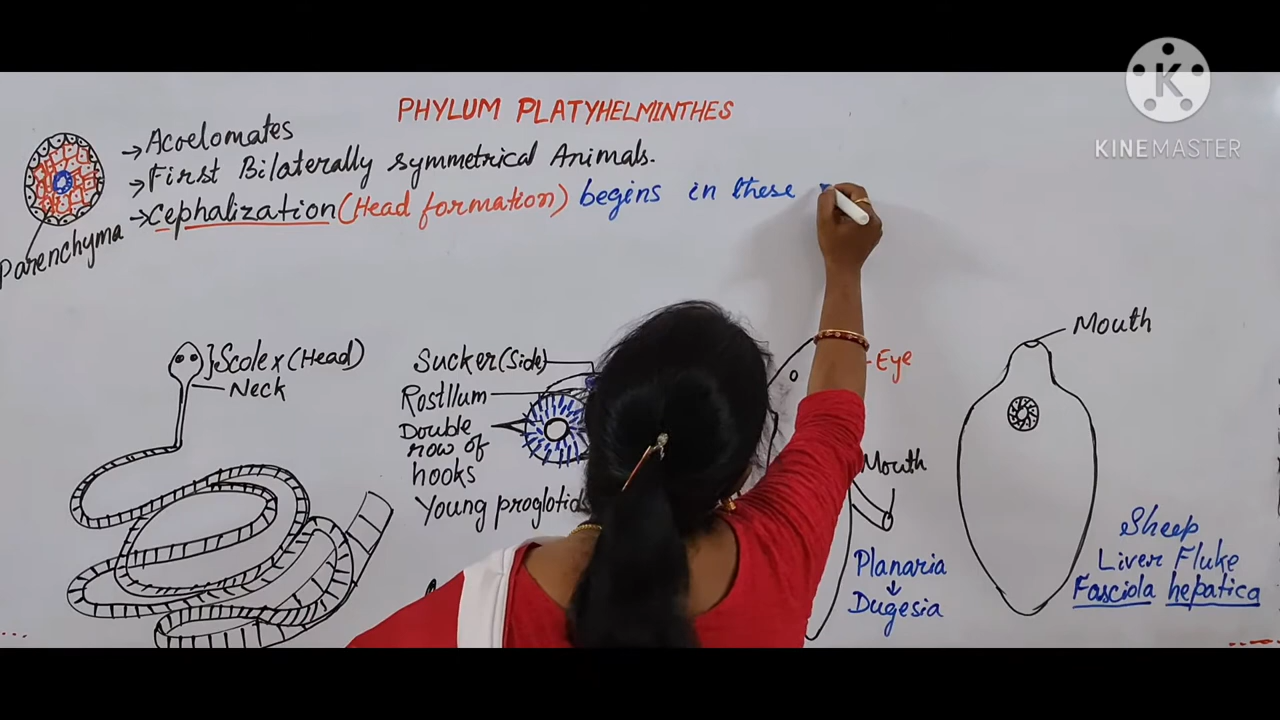 K
KINEMASTER
PHYLUM PLATYHELMINTHES
→Acoelomates
→First Bilaterally symmetrical Animals.
→Cephalization (Head formation) begins in these
Parenchyma
}Scolex (Head)
Neck
Sucker(Side)
Rostllum
Double
row of
hooks
Young proglotids
Eye
Mouth
Planaria
↓
Dugesia
Mouth
Sheep
Liver Fluke
Fasciola hepatica